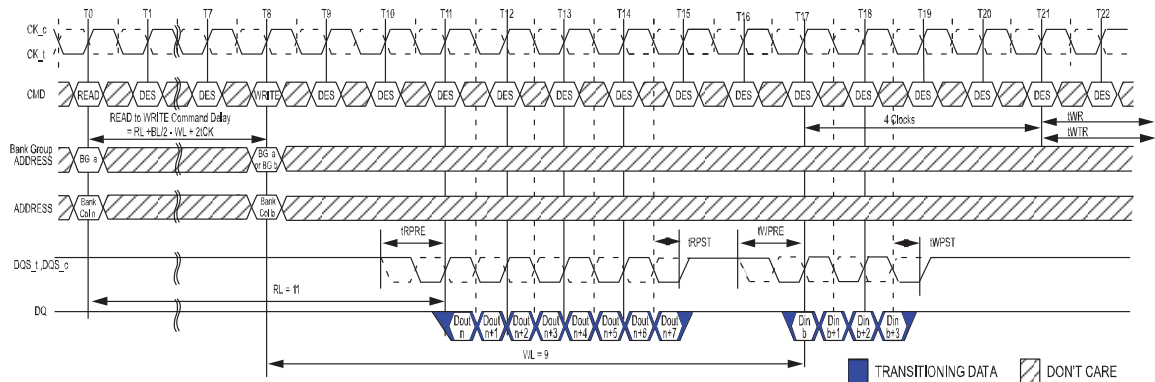 T0 T1 T7 T8 T9 T10 T11 T12 T13 T14 T15 T16 T17 T18 T19 T20 T21 T22
CK_c
CK_t
CMD READ DES DES WRITE DES DES DES DES DES DES DES DES DES DES DES DES DES DES
READ to WRITE Command Delay
= RL +BL/2 - WL + 2tCK
4 Clocks
tWR
tWTR
Bank Group
ADDRESS
BG a
BG a
or BG b
ADDRESS
Bank
Col n
Bank
Col b
tRPRE
tRPST
tWPRE
tWPST
DQS_t ,DQS_c
RL = 11
DQ
Dout Dout Dout Dout Dout Dout Dout Dout
n n+1 n+2 n+3 n+4 n+5 n+6 n+7
Din Din Din Din
b b+1 b+2 b+3
WL = 9
TRANSITIONING DATA
DON'T CARE